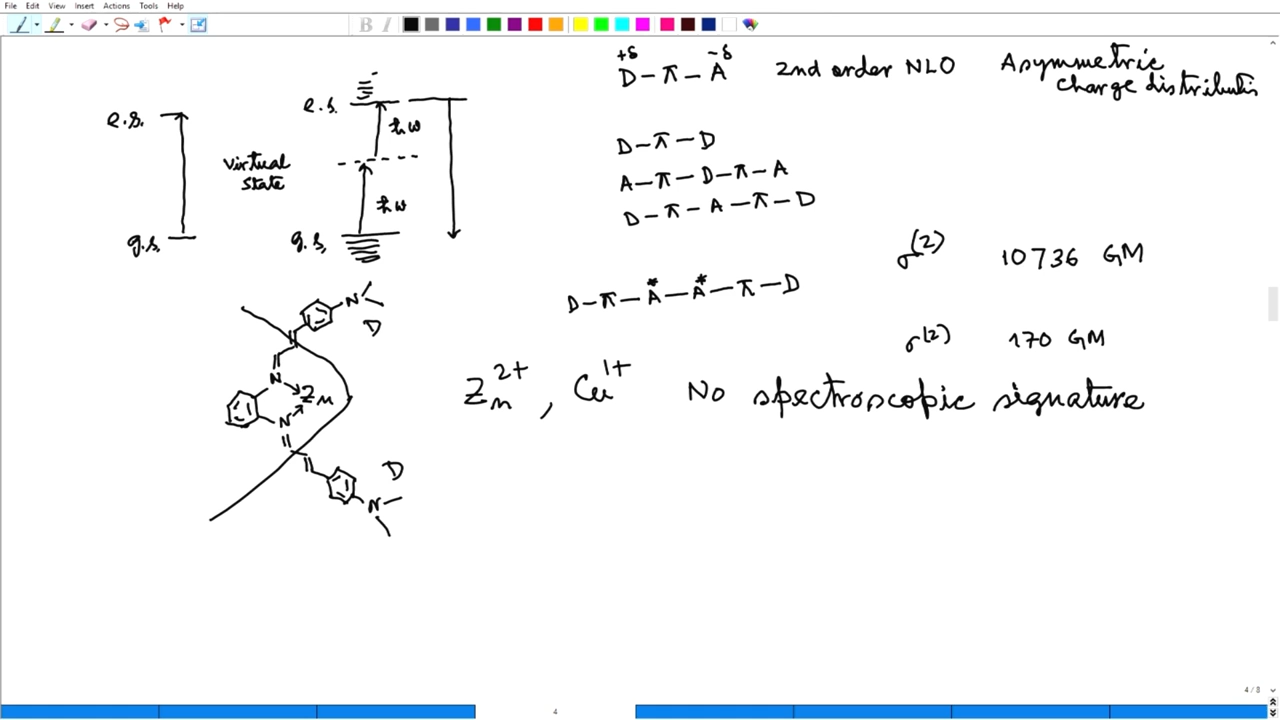 File Edit View Insert Actions Tools Help
B I
+δ -δ
D-π-A 2nd order NLO Asymmetric charge distributin
e.s.
e.s.
ħω
Virtual State
ħω
g.s.
g.s.
D-π-D
A-π-D-π-A
D-π-A-π-D
σ(2) 10736 GM
* *
D-π-A-A-π-D
σ(2) 170 GM
N
D
N
Zn
N
D
N
Zn2+, Cu1+ No spectroscopic signature
4 / 8
4